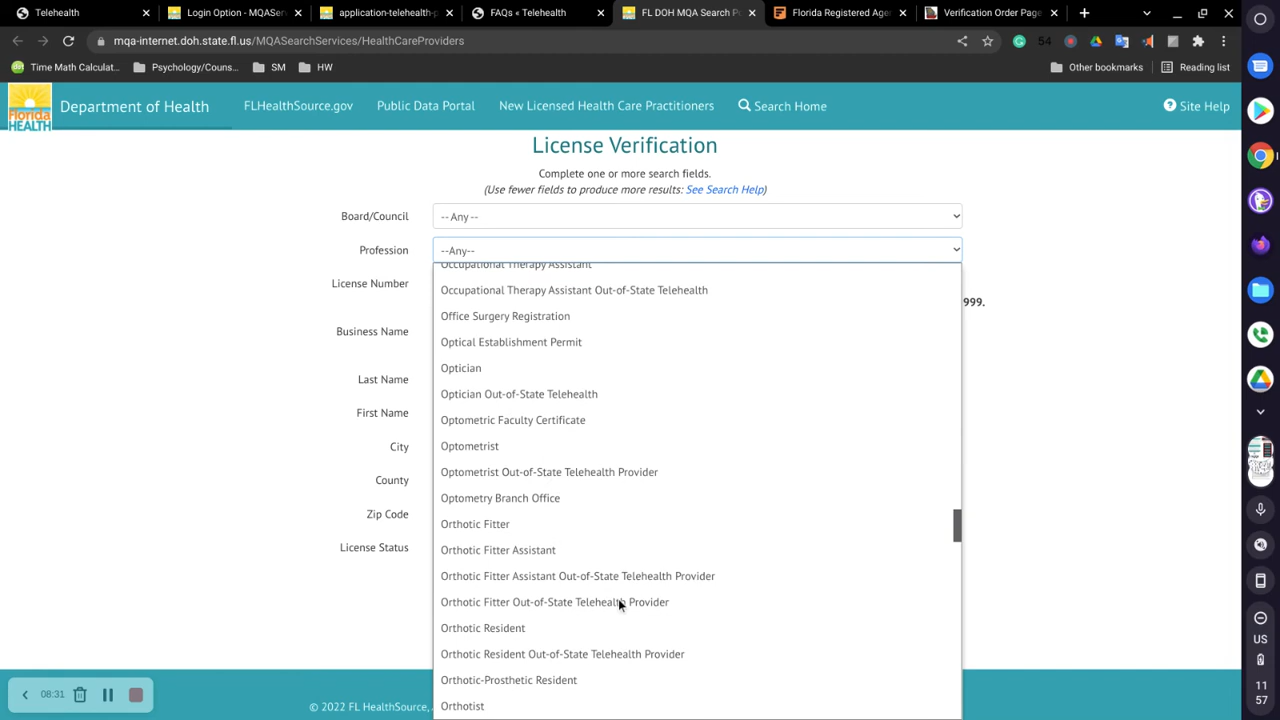 Telehealth
Login Option - MQASe
application-telehealth-p
FAQs « Telehealth
FL DOH MQA Search Po
Florida Registered Agen
Verification Order Page
mqa-internet.doh.state.fl.us/MQASearchServices/HealthCareProviders
54
Time Math Calculat...
Psychology/Couns...
SM
HW
Other bookmarks
Reading list
Florida
HEALTH
Department of Health
FLHealthSource.gov
Public Data Portal
New Licensed Health Care Practitioners
Search Home
Site Help
License Verification
Complete one or more search fields.
(Use fewer fields to produce more results: See Search Help)
Board/Council
-- Any --
Profession
--Any--
Occupational Therapy Assistant
License Number
Occupational Therapy Assistant Out-of-State Telehealth
999.
Office Surgery Registration
Business Name
Optical Establishment Permit
Optician
Last Name
Optician Out-of-State Telehealth
First Name
Optometric Faculty Certificate
City
Optometrist
Optometrist Out-of-State Telehealth Provider
County
Optometry Branch Office
Zip Code
Orthotic Fitter
License Status
Orthotic Fitter Assistant
Orthotic Fitter Assistant Out-of-State Telehealth Provider
Orthotic Fitter Out-of-State Telehealth Provider
Orthotic Resident
Orthotic Resident Out-of-State Telehealth Provider
Orthotic-Prosthetic Resident
Orthotist
© 2022 FL HealthSource,
08:31
US
11
57